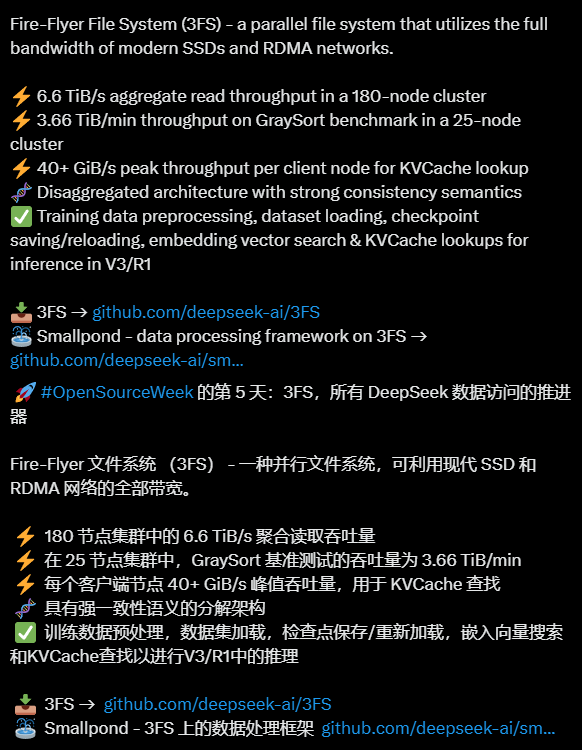 Fire-Flyer File System (3FS) - a parallel file system that utilizes the full
bandwidth of modern SSDs and RDMA networks.
⚡ 6.6 TiB/s aggregate read throughput in a 180-node cluster
⚡ 3.66 TiB/min throughput on GraySort benchmark in a 25-node
cluster
⚡ 40+ GiB/s peak throughput per client node for KVCache lookup
🧬 Disaggregated architecture with strong consistency semantics
✅ Training data preprocessing, dataset loading, checkpoint
saving/reloading, embedding vector search & KVCache lookups for
inference in V3/R1
📥 3FS → github.com/deepseek-ai/3FS
⛲ Smallpond - data processing framework on 3FS →
github.com/deepseek-ai/sm...
🚀 #OpenSourceWeek 的第 5 天：3FS，所有 DeepSeek 数据访问的推进
器
Fire-Flyer 文件系统 （3FS） - 一种并行文件系统，可利用现代 SSD 和
RDMA 网络的全部带宽。
⚡ 180 节点集群中的 6.6 TiB/s 聚合读取吞吐量
⚡ 在 25 节点集群中，GraySort 基准测试的吞吐量为 3.66 TiB/min
⚡ 每个客户端节点 40+ GiB/s 峰值吞吐量，用于 KVCache 查找
🧬 具有强一致性语义的分解架构
✅ 训练数据预处理，数据集加载，检查点保存/重新加载，嵌入向量搜索
和KVCache查找以进行V3/R1中的推理
📥 3FS → github.com/deepseek-ai/3FS
⛲ Smallpond - 3FS 上的数据处理框架 github.com/deepseek-ai/sm...